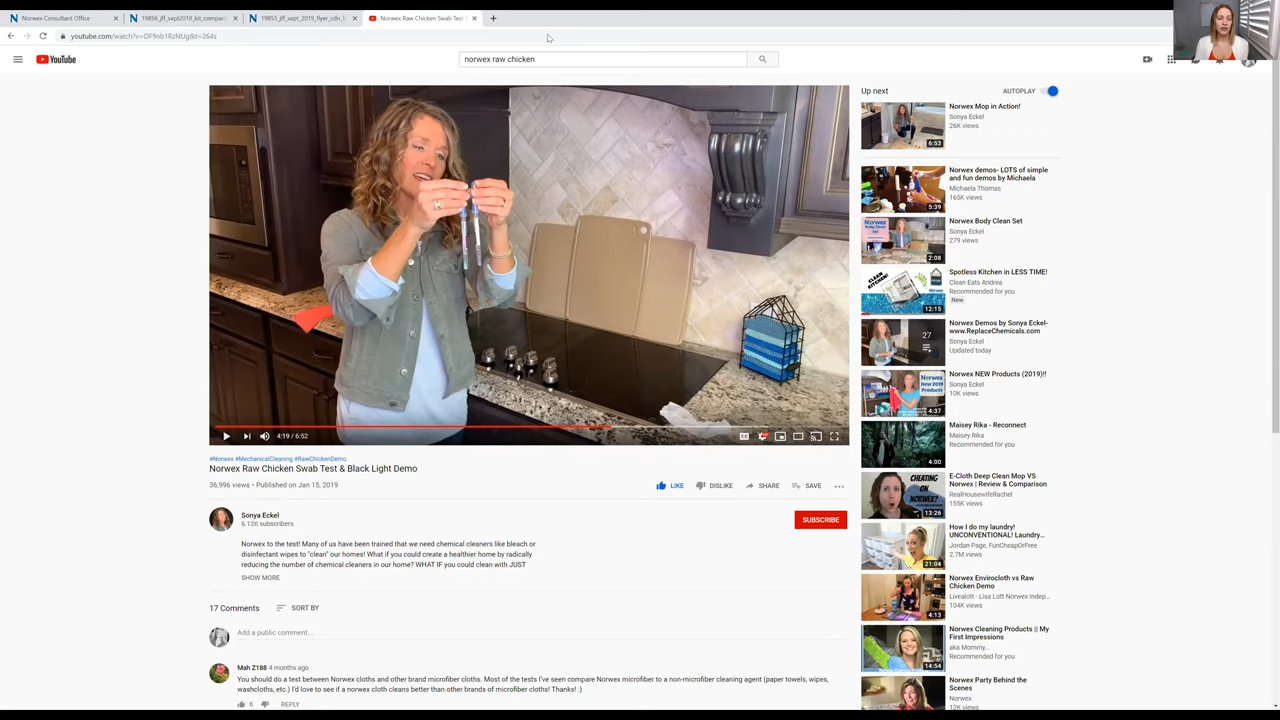 Norwex Consultant Office
19856_jff_sept2019_kit_compari
19855_jff_sept_2019_flyer_cdn_l
Norwex Raw Chicken Swab Test
youtube.com/watch?v=OF9nb1RzNUg&t=264s
YouTube
norwex raw chicken
4:19 / 6:52
#Norwex #MechanicalCleaning #RawChickenDemo
Norwex Raw Chicken Swab Test & Black Light Demo
36,996 views • Published on Jan 15, 2019
LIKE
DISLIKE
SHARE
SAVE
Sonya Eckel
6.12K subscribers
SUBSCRIBE
Norwex to the test! Many of us have been trained that we need chemical cleaners like bleach or
disinfectant wipes to "clean" our homes! What if you could create a healthier home by radically
reducing the number of chemical cleaners in our home? WHAT IF you could clean with JUST
SHOW MORE
17 Comments
SORT BY
Add a public comment...
Mah Z188 4 months ago
You should do a test between Norwex cloths and other brand microfiber cloths. Most of the tests I've seen compare Norwex microfiber to a non-microfiber cleaning agent (paper towels, wipes,
washcloths, etc.) I'd love to see if a norwex cloth cleans better than other brands of microfiber cloths! Thanks! :)
6
REPLY
Up next
AUTOPLAY
Norwex Mop in Action!
Sonya Eckel
26K views
6:53
Norwex demos- LOTS of simple
and fun demos by Michaela
Michaela Thomas
165K views
5:39
Norwex Body Clean Set
Sonya Eckel
279 views
2:08
Spotless Kitchen in LESS TIME!
Clean Eats Andrea
Recommended for you
New
12:15
Norwex Demos by Sonya Eckel-
www.ReplaceChemicals.com
Sonya Eckel
Updated today
27
Norwex NEW Products (2019)!!
Sonya Eckel
10K views
4:37
Maisey Rika - Reconnect
Maisey Rika
Recommended for you
4:00
E-Cloth Deep Clean Mop VS
Norwex | Review & Comparison
RealHousewifeRachel
155K views
CHEATING ON NORWEX?
13:26
How I do my laundry!
UNCONVENTIONAL! Laundry...
Jordan Page, FunCheapOrFree
2.7M views
21:04
Norwex Envirocloth vs Raw
Chicken Demo
Livealott - Lisa Lott Norwex Indep...
104K views
4:13
Norwex Cleaning Products || My
First Impressions
aka Mommy...
Recommended for you
14:54
Norwex Party Behind the
Scenes
Norwex
12K views